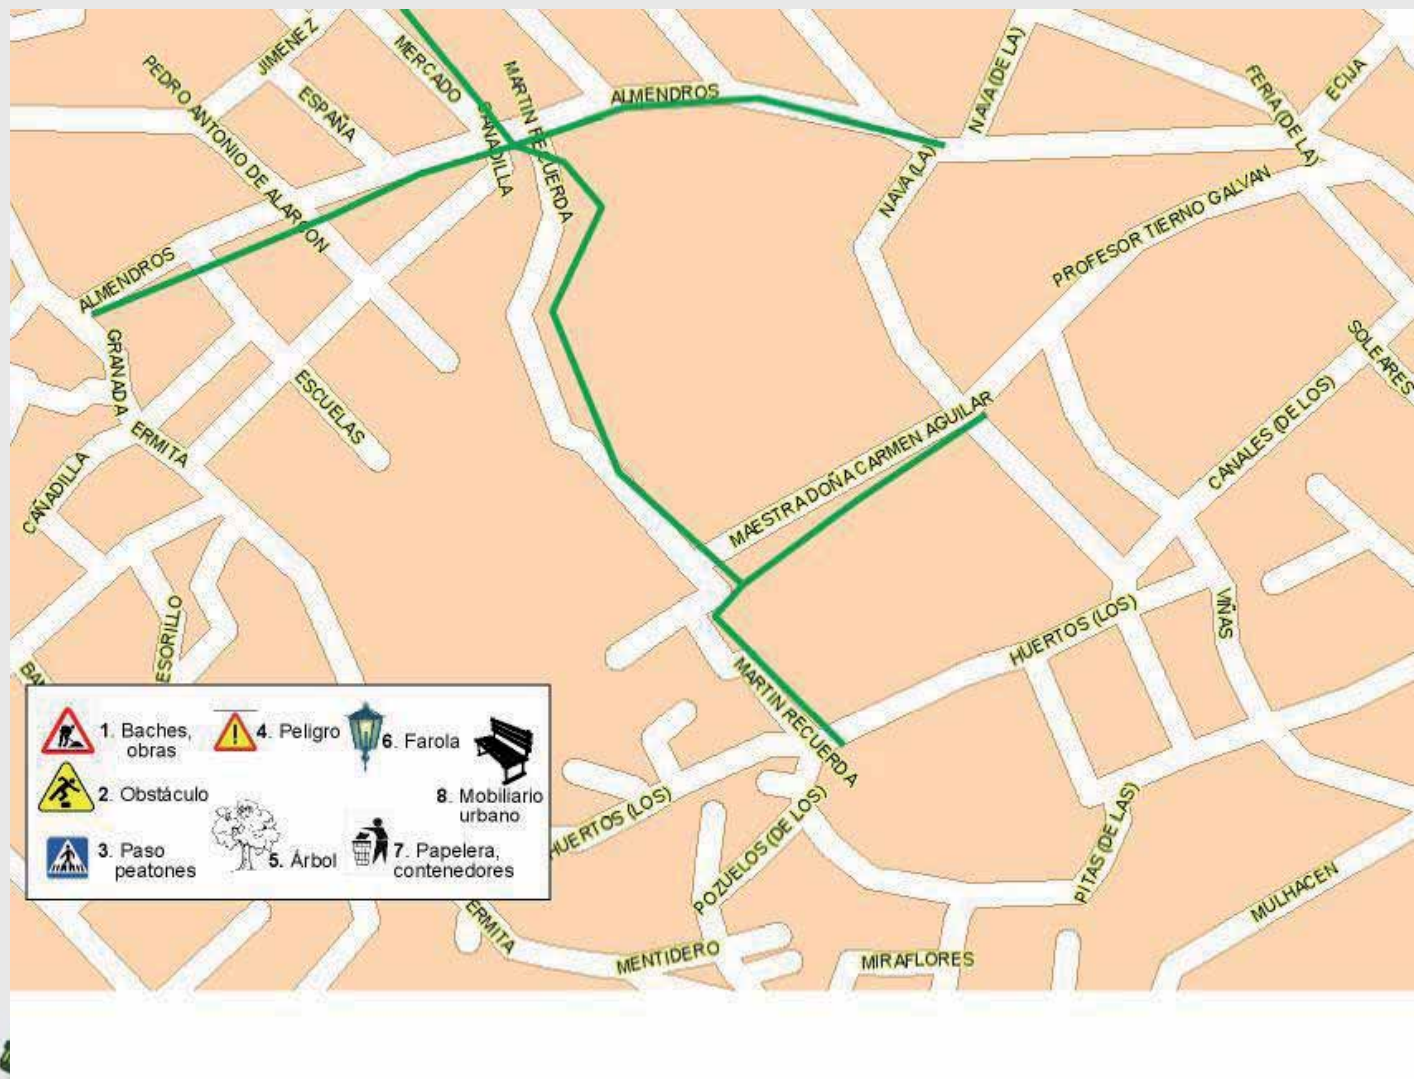 JIMENEZ
MERCADO
MARTIN RECUERDA
PEDRO ANTONIO DE ALARCON
ESPAÑA
CAÑADILLA
ALMENDROS
NAVA (DE LA)
FERIA (DE LA)
ECIJA
NAVA (LA)
PROFESOR TIERNO GALVAN
ALMENDROS
GRANADA
ESCUELAS
ERMITA
CAÑADILLA
SOLEARES
CANALES (DE LOS)
MAESTRA DOÑA CARMEN AGUILAR
VIÑAS
HUERTOS (LOS)
ESORILLO
MARTIN RECUERDA
HUERTOS (LOS)
POZUELOS (DE LOS)
PITAS (DE LAS)
MULHACEN
ERMITA
MENTIDERO
MIRAFLORES
1. Baches,
obras
2. Obstáculo
3. Paso
peatones
4. Peligro
5. Árbol
6. Farola
7. Papelera,
contenedores
8. Mobiliario
urbano